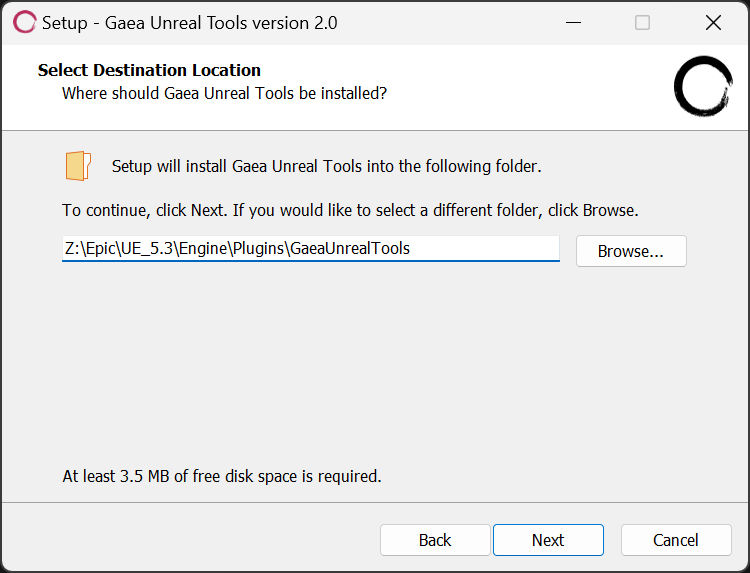 Setup - Gaea Unreal Tools version 2.0
Select Destination Location
Where should Gaea Unreal Tools be installed?
Setup will install Gaea Unreal Tools into the following folder.
To continue, click Next. If you would like to select a different folder, click Browse.
Z:\Epic\UE_5.3\Engine\Plugins\GaeaUnrealTools
Browse...
At least 3.5 MB of free disk space is required.
Back
Next
Cancel